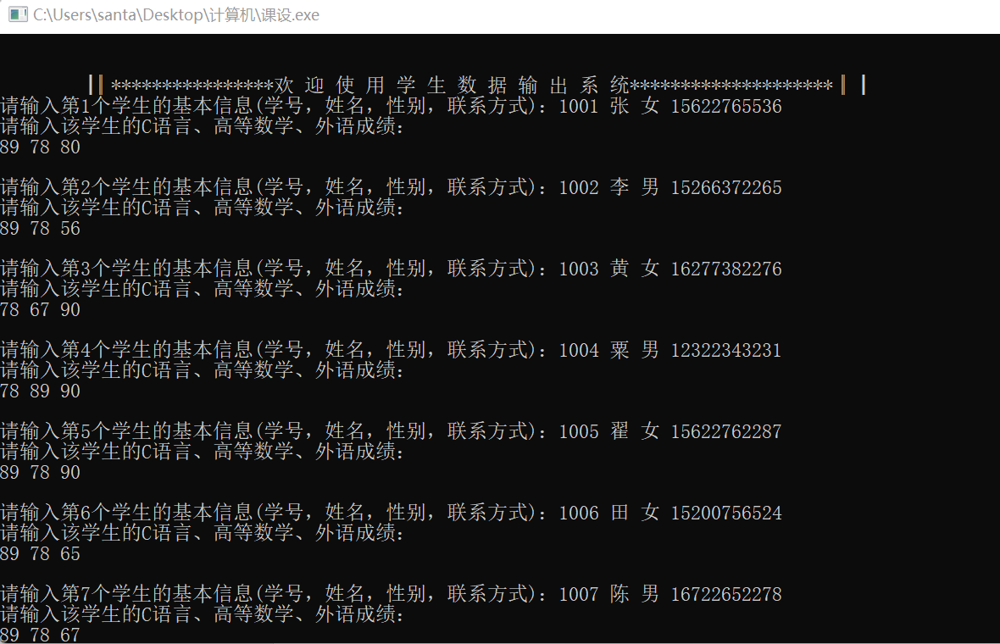 C:\Users\santa\Desktop\计算机\课设.exe
||****************欢 迎 使 用 学 生 数 据 输 出 系 统********************| |
请输入第1个学生的基本信息(学号，姓名，性别，联系方式)：1001 张 女 15622765536
请输入该学生的C语言、高等数学、外语成绩：
89 78 80
请输入第2个学生的基本信息(学号，姓名，性别，联系方式)：1002 李 男 15266372265
请输入该学生的C语言、高等数学、外语成绩：
89 78 56
请输入第3个学生的基本信息(学号，姓名，性别，联系方式)：1003 黄 女 16277382276
请输入该学生的C语言、高等数学、外语成绩：
78 67 90
请输入第4个学生的基本信息(学号，姓名，性别，联系方式)：1004 粟 男 12322343231
请输入该学生的C语言、高等数学、外语成绩：
78 89 90
请输入第5个学生的基本信息(学号，姓名，性别，联系方式)：1005 翟 女 15622762287
请输入该学生的C语言、高等数学、外语成绩：
89 78 90
请输入第6个学生的基本信息(学号，姓名，性别，联系方式)：1006 田 女 15200756524
请输入该学生的C语言、高等数学、外语成绩：
89 78 65
请输入第7个学生的基本信息(学号，姓名，性别，联系方式)：1007 陈 男 16722652278
请输入该学生的C语言、高等数学、外语成绩：
89 78 67